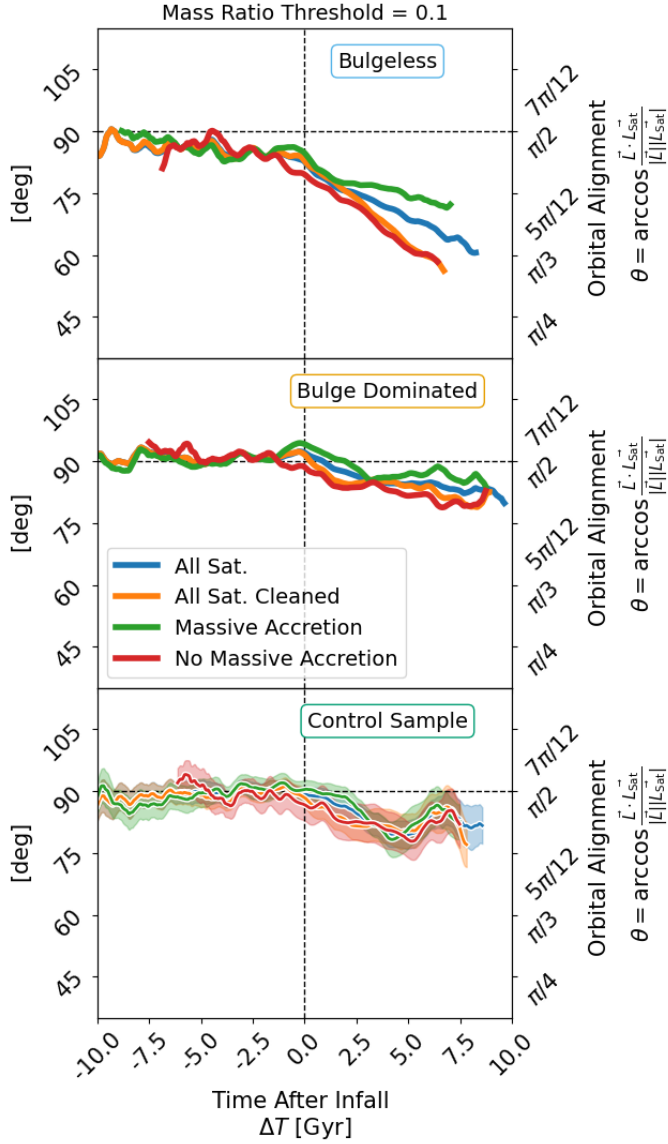 Mass Ratio Threshold = 0.1
Bulgeless
105
90
75
60
45
[deg]
7π/12
π/2
5π/12
π/3
π/4
Orbital Alignment
θ = arccos L⃗ · L⃗Sat / |L⃗||L⃗Sat|
Bulge Dominated
105
90
75
60
45
[deg]
7π/12
π/2
5π/12
π/3
π/4
Orbital Alignment
θ = arccos L⃗ · L⃗Sat / |L⃗||L⃗Sat|
All Sat.
All Sat. Cleaned
Massive Accretion
No Massive Accretion
Control Sample
105
90
75
60
45
[deg]
7π/12
π/2
5π/12
π/3
π/4
Orbital Alignment
θ = arccos L⃗ · L⃗Sat / |L⃗||L⃗Sat|
-10.0 -7.5 -5.0 -2.5 0.0 2.5 5.0 7.5 10.0
Time After Infall
ΔT [Gyr]